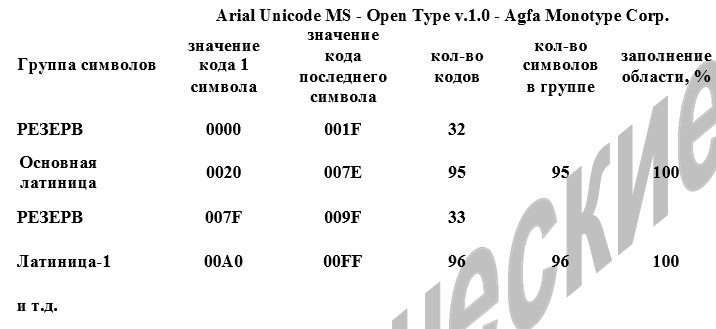 Arial Unicode MS - Open Type v.1.0 - Agfa Monotype Corp.
Группа символов значение кода 1 символа значение кода последнего символа кол-во кодов кол-во символов в группе заполнение области, %
РЕЗЕРВ 0000 001F 32
Основная латиница 0020 007E 95 95 100
РЕЗЕРВ 007F 009F 33
Латиница-1 00A0 00FF 96 96 100
и т.д.
ческие